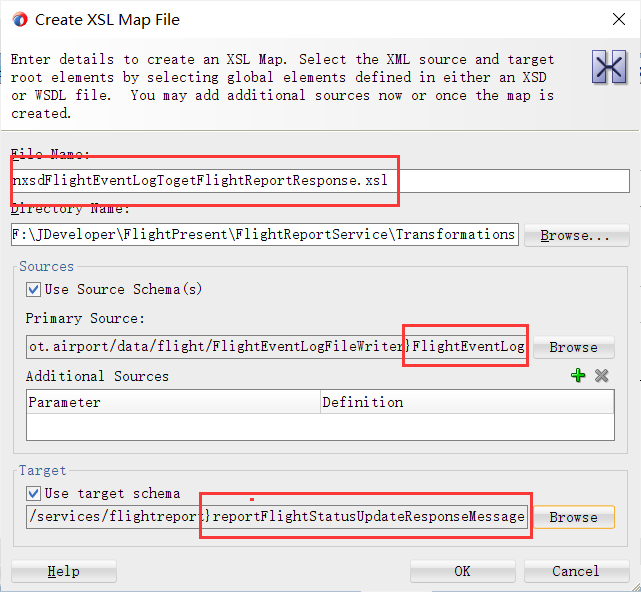 Create XSL Map File
Enter details to create an XSL Map. Select the XML source and target
root elements by selecting global elements defined in either an XSD
or WSDL file. You may add additional sources now or once the map is
created.
File Name:
nxsdFlightEventLogTogetFlightReportResponse.xsl
Directory Name:
F:\JDeveloper\FlightPresent\FlightReportService\Transformations
Browse...
Sources
Use Source Schema(s)
Primary Source:
ot.airport/data/flight/FlightEventLogFileWriter}FlightEventLog
Browse
Additional Sources
Parameter Definition
Target
Use target schema
/services/flightreport}reportFlightStatusUpdateResponseMessage
Browse
Help OK Cancel